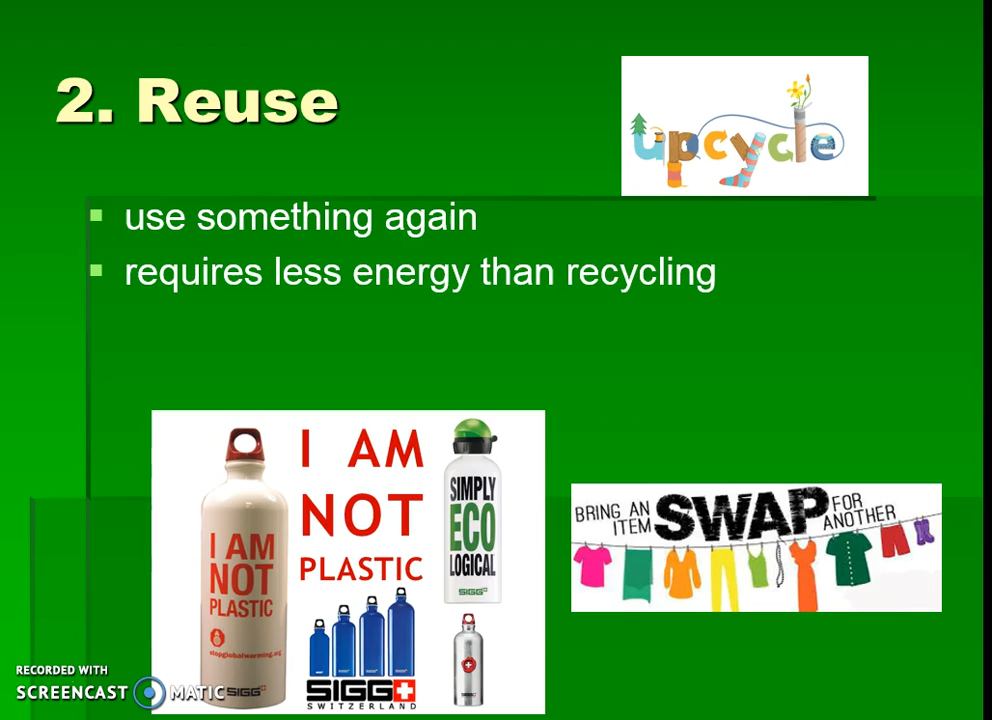 2. Reuse
upcycle
use something again
requires less energy than recycling
I AM
NOT
PLASTIC
stopglobalwarming.org
SIGG
I AM
NOT
PLASTIC
SIGG
SWITZERLAND
SIMPLY
ECO
LOGICAL
SIGG
BRING AN
ITEM
SWAP
FOR
ANOTHER
RECORDED WITH
SCREENCAST MATIC